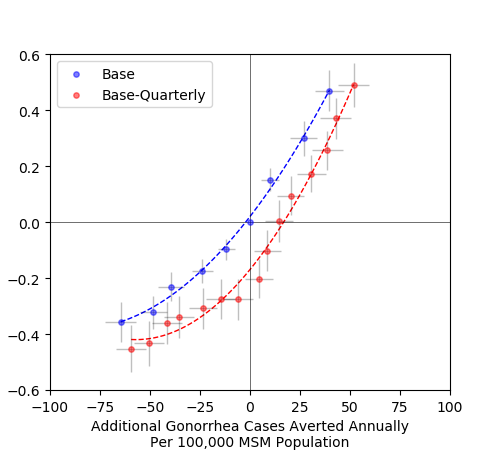 Base
Base-Quarterly
0.6
0.4
0.2
0.0
−0.2
−0.4
−0.6
−100 −75 −50 −25 0 25 50 75 100
Additional Gonorrhea Cases Averted Annually
Per 100,000 MSM Population